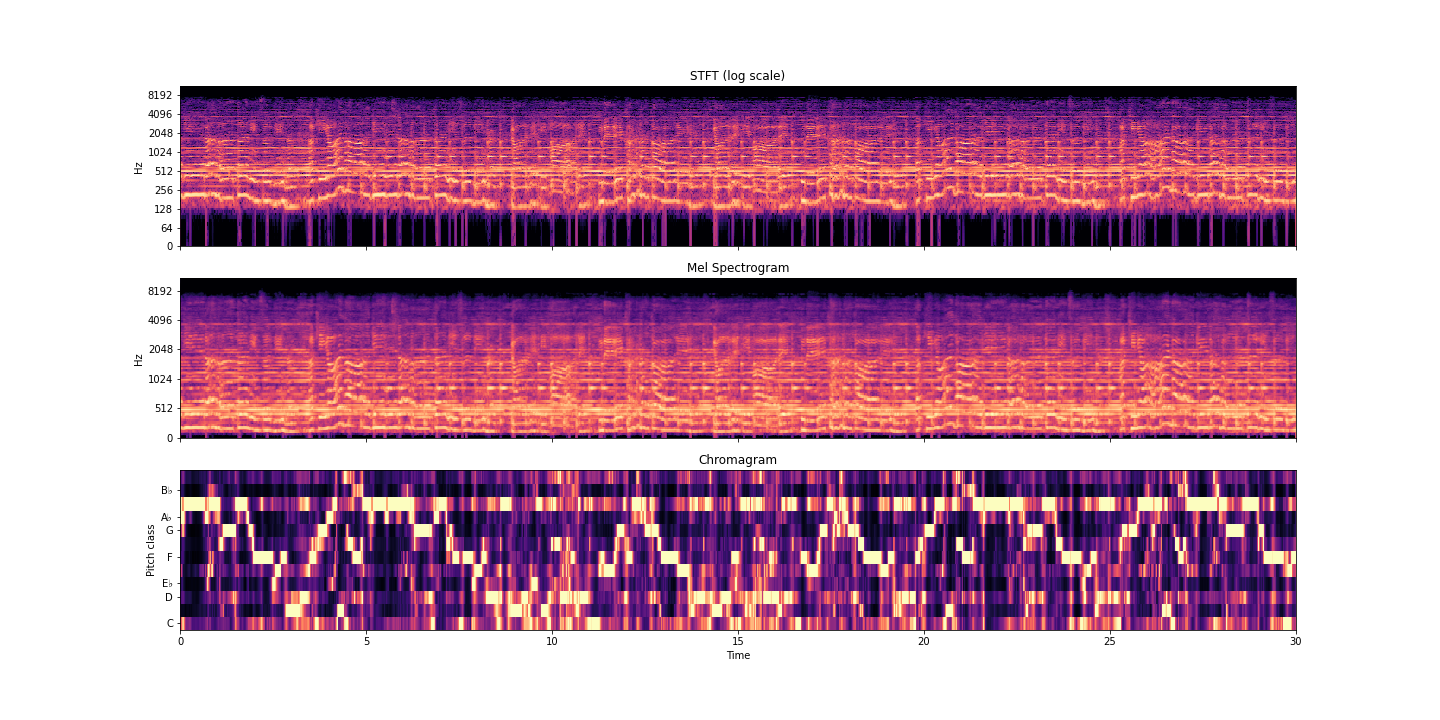 STFT (log scale)
8192
4096
2048
1024
512
256
128
64
0
Hz
Mel Spectrogram
8192
4096
2048
1024
512
0
Hz
Chromagram
B♭
A♭
G
F
E♭
D
C
Pitch class
0 5 10 15 20 25 30
Time